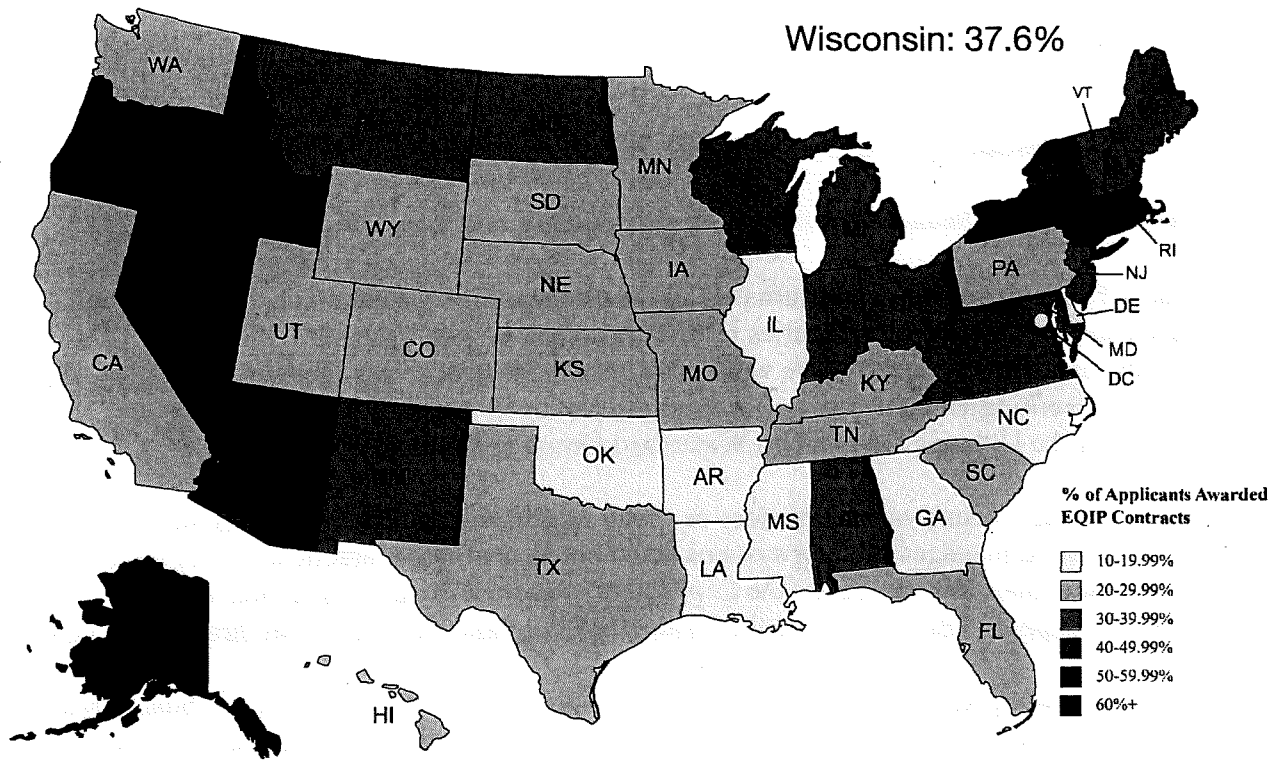 Wisconsin: 37.6%
WA
VT
MN
SD
WY
RI
IA
PA
NJ
NE
DE
IL
UT
CO
MD
CA
KS
MO
DC
KY
NC
TN
OK
SC
AR
% of Applicants Awarded
EQIP Contracts
MS
GA
10-19.99%
LA
TX
20-29.99%
30-39.99%
FL
40-49.99%
50-59.99%
60%+
HI